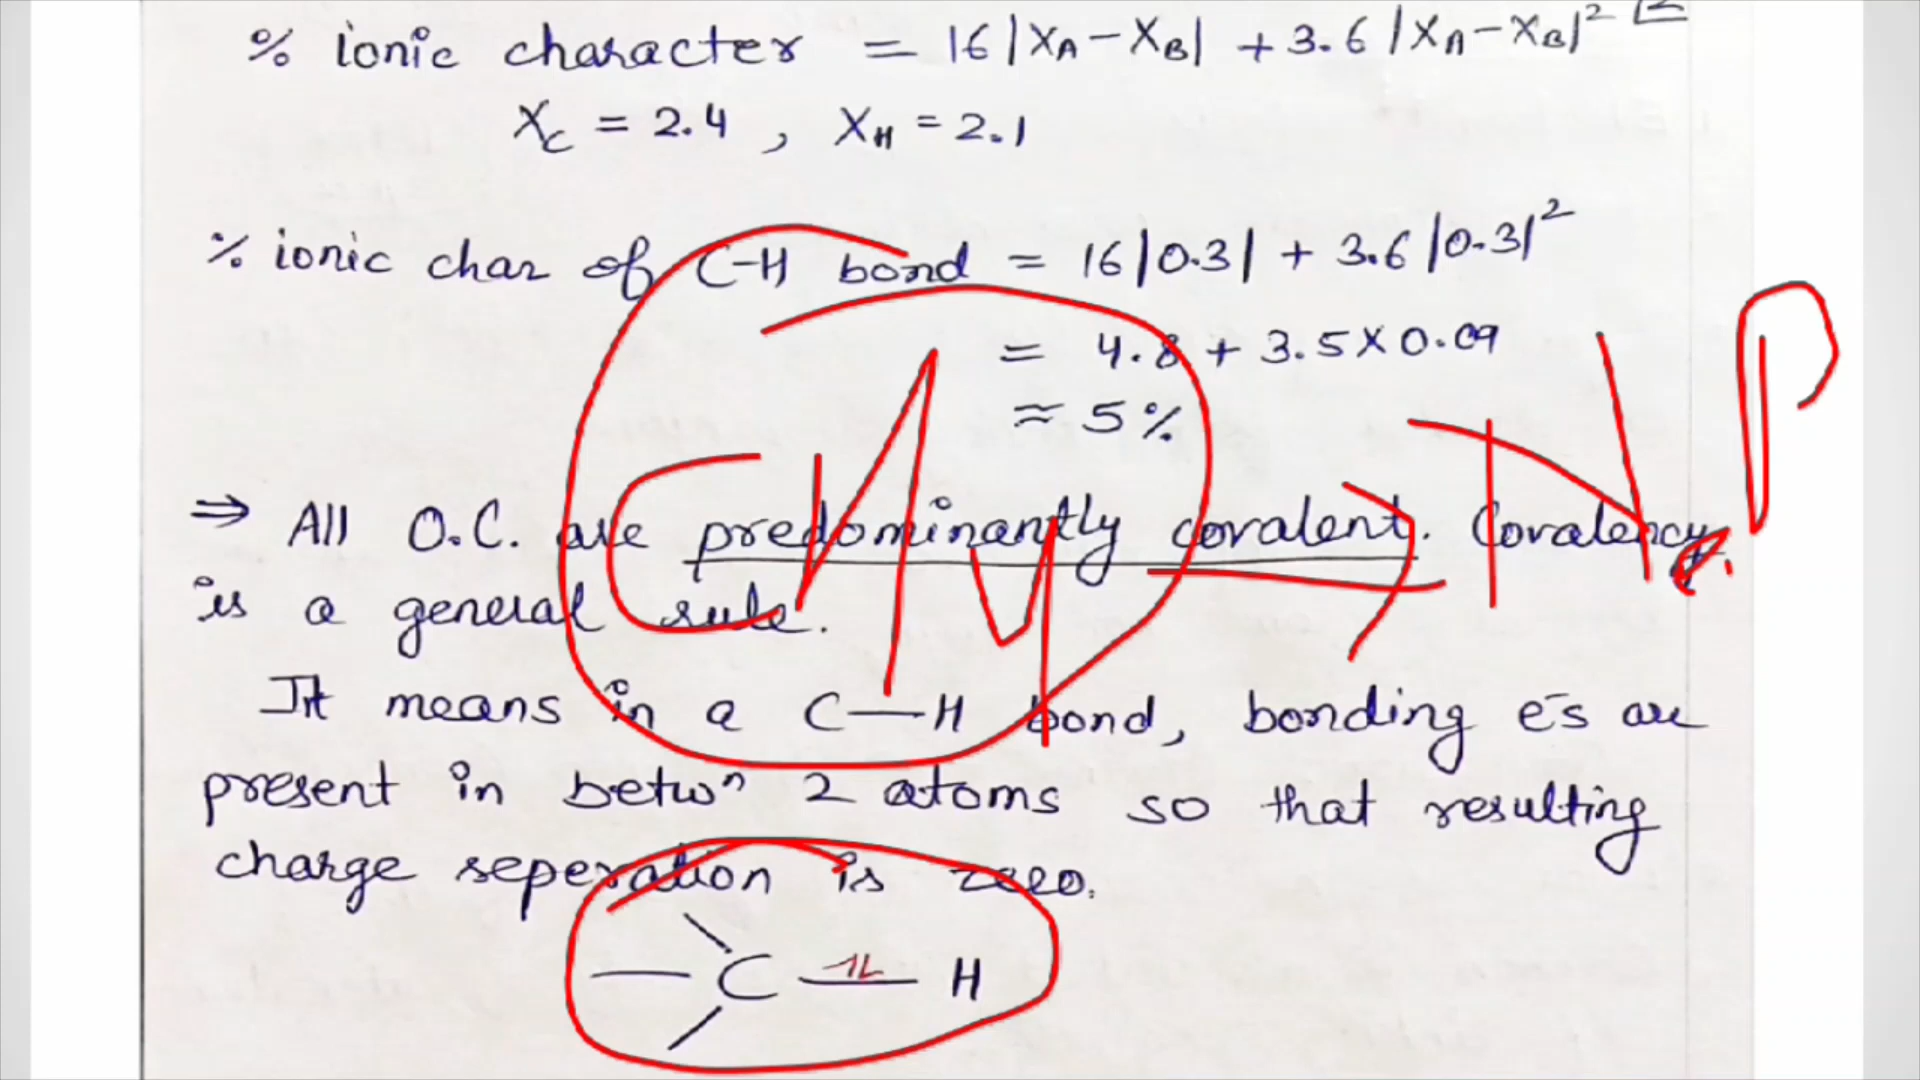 % ionic character = 16|XA-XB| + 3.6|XA-XB|²
Xc = 2.4, XH = 2.1
% ionic char of C-H bond = 16|0.3| + 3.6|0.3|²
= 4.8 + 3.5×0.09
≈ 5%
⇒ All O.C. are predominantly covalent. Covalency
is a general rule.
It means in a C—H bond, bonding e⁻s are
present in betwⁿ 2 atoms so that resulting
charge seperation is zero.
C—H
CH4
N.P